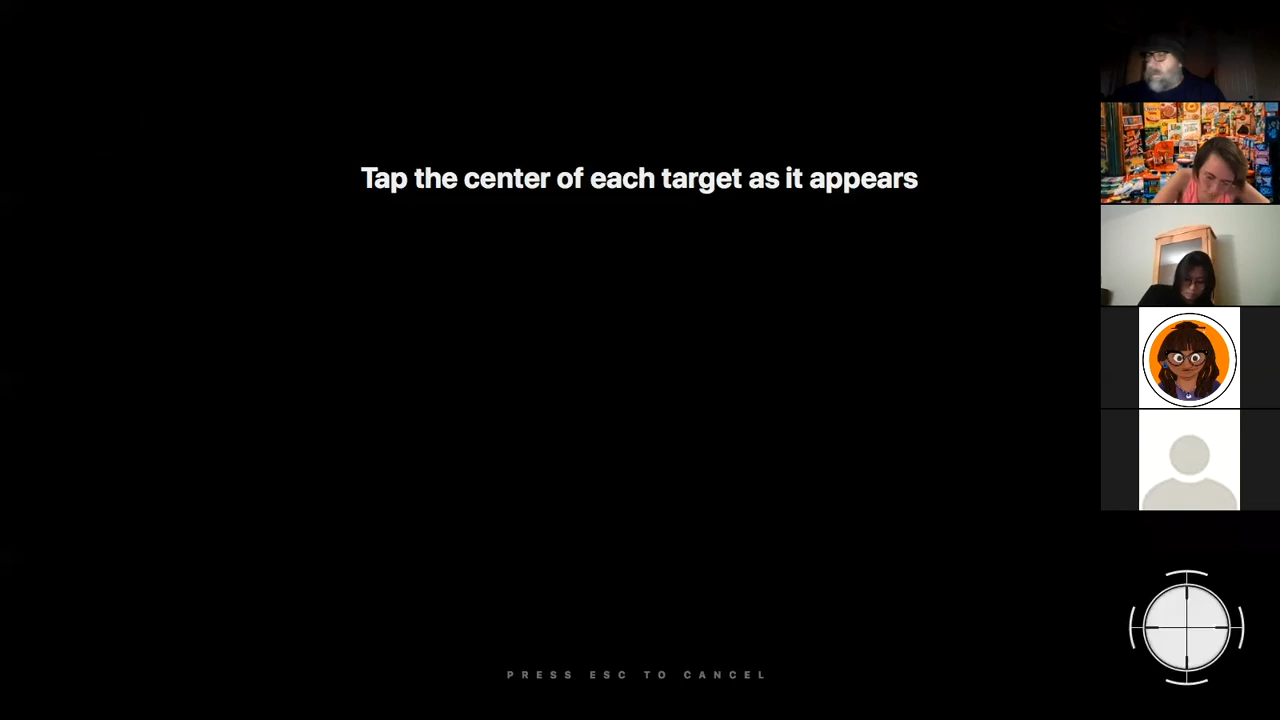 Tap the center of each target as it appears
PRESS ESC TO CANCEL